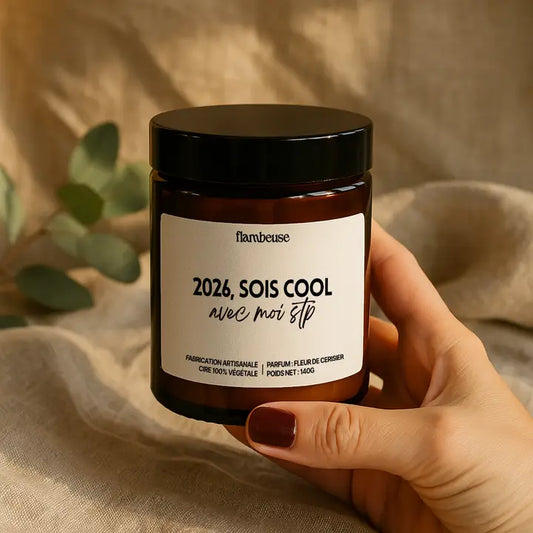 flambeuse
2026, SOIS COOL
avec moi stp
FABRICATION ARTISANALE | PARFUM : FLEUR DE CERISIER
CIRE 100% VÉGÉTALE | POIDS NET : 140G